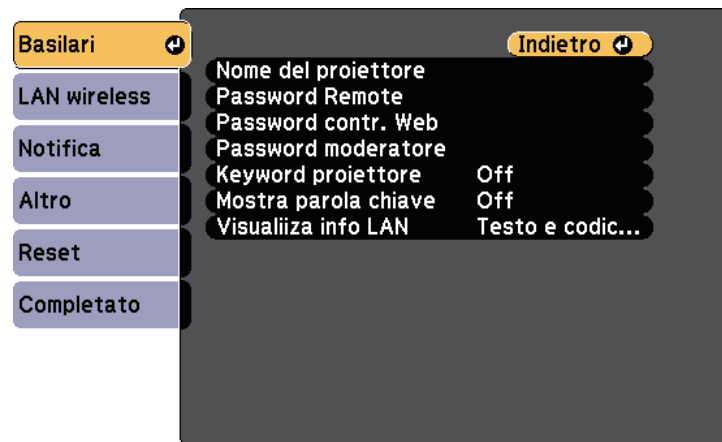 Basilari
LAN wireless
Notifica
Altro
Reset
Completato
Indietro
Nome del proiettore
Password Remote
Password contr. Web
Password moderatore
Keyword proiettore Off
Mostra parola chiave Off
Visualiiza info LAN Testo e codic...